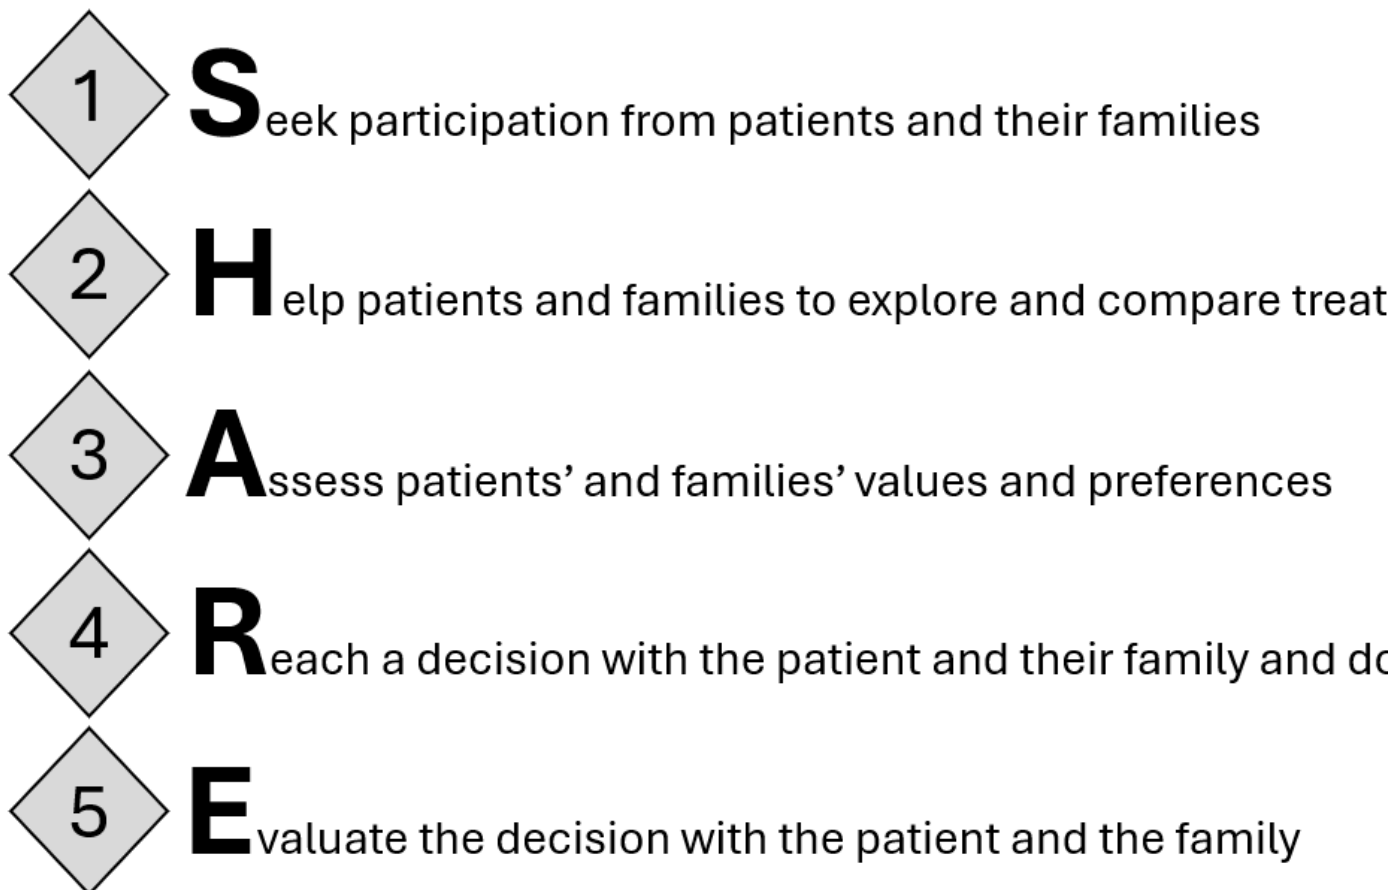 1 Seek participation from patients and their families
2 Help patients and families to explore and compare treat
3 Assess patients’ and families’ values and preferences
4 Reach a decision with the patient and their family and
5 Evaluate the decision with the patient and the family